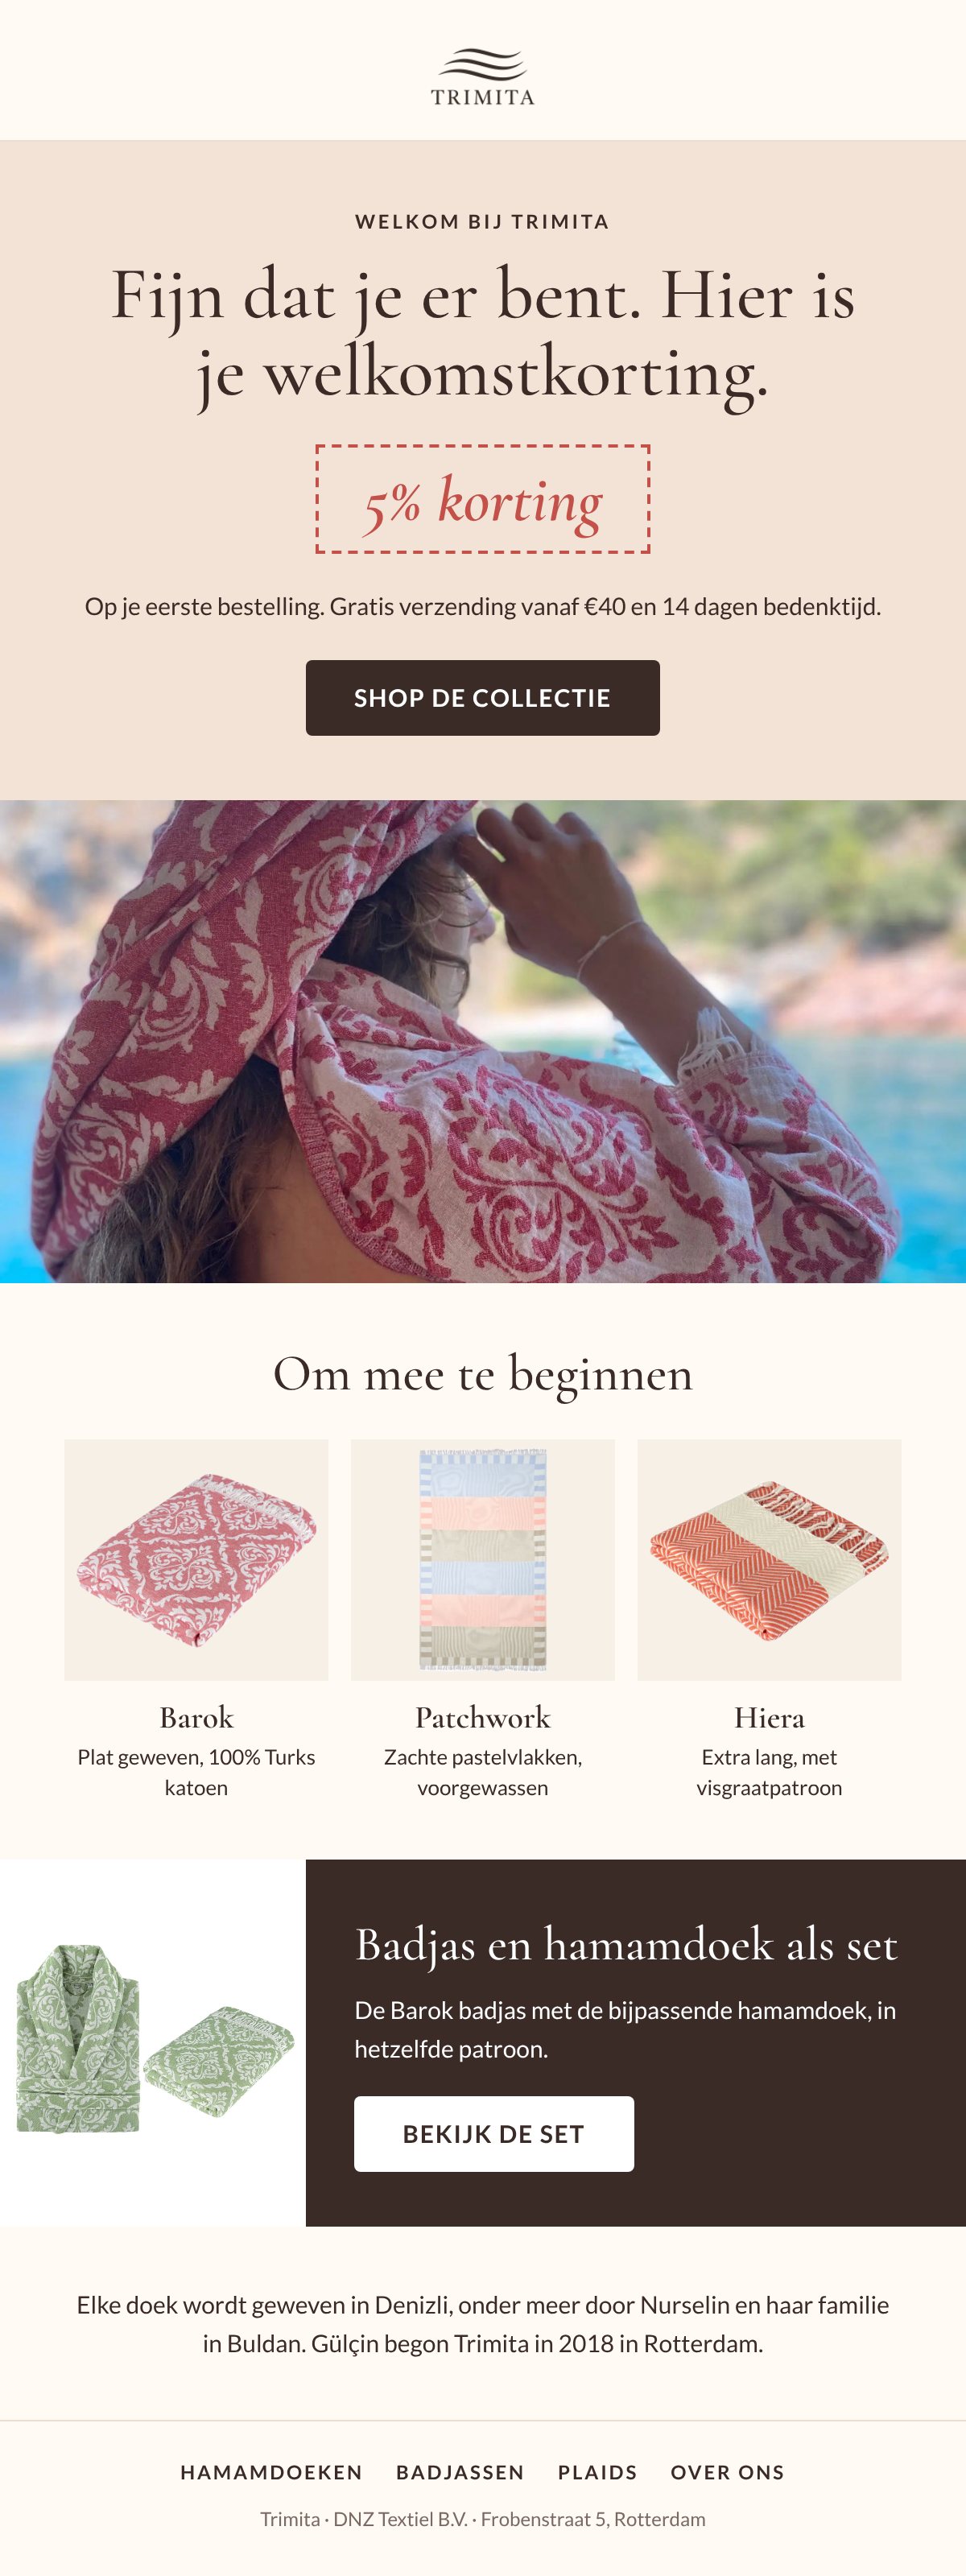 TRIMITA
WELKOM BIJ TRIMITA
Fijn dat je er bent. Hier is
je welkomstkorting.
5% korting
Op je eerste bestelling. Gratis verzending vanaf €40 en 14 dagen bedenktijd.
SHOP DE COLLECTIE
Om mee te beginnen
Barok
Plat geweven, 100% Turks
katoen
Patchwork
Zachte pastelvlakken,
voorgewassen
Hiera
Extra lang, met
visgraatpatroon
Badjas en hamamdoek als set
De Barok badjas met de bijpassende hamamdoek, in
hetzelfde patroon.
BEKIJK DE SET
Elke doek wordt geweven in Denizli, onder meer door Nurselin en haar familie
in Buldan. Gülçin begon Trimita in 2018 in Rotterdam.
HAMAMDOEKEN BADJASSEN PLAIDS OVER ONS
Trimita · DNZ Textiel B.V. · Frobenstraat 5, Rotterdam